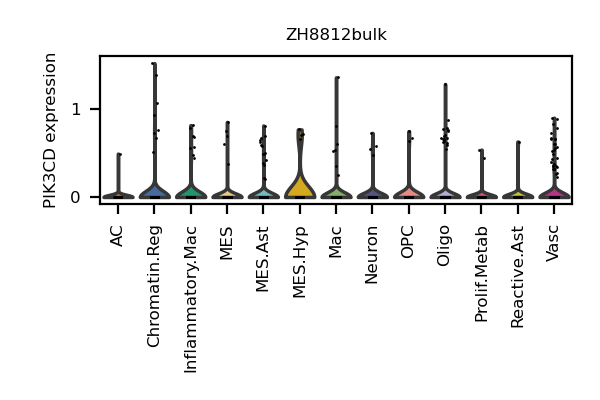 ZH8812bulk
PIK3CD expression
1
0
AC
Chromatin.Reg
Inflammatory.Mac
MES
MES.Ast
MES.Hyp
Mac
Neuron
OPC
Oligo
Prolif.Metab
Reactive.Ast
Vasc